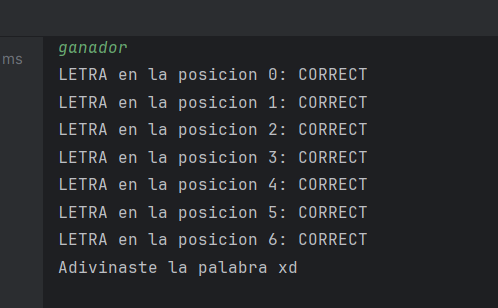 ganador
ms
LETRA en la posicion 0: CORRECT
LETRA en la posicion 1: CORRECT
LETRA en la posicion 2: CORRECT
LETRA en la posicion 3: CORRECT
LETRA en la posicion 4: CORRECT
LETRA en la posicion 5: CORRECT
LETRA en la posicion 6: CORRECT
Adivinaste la palabra xd